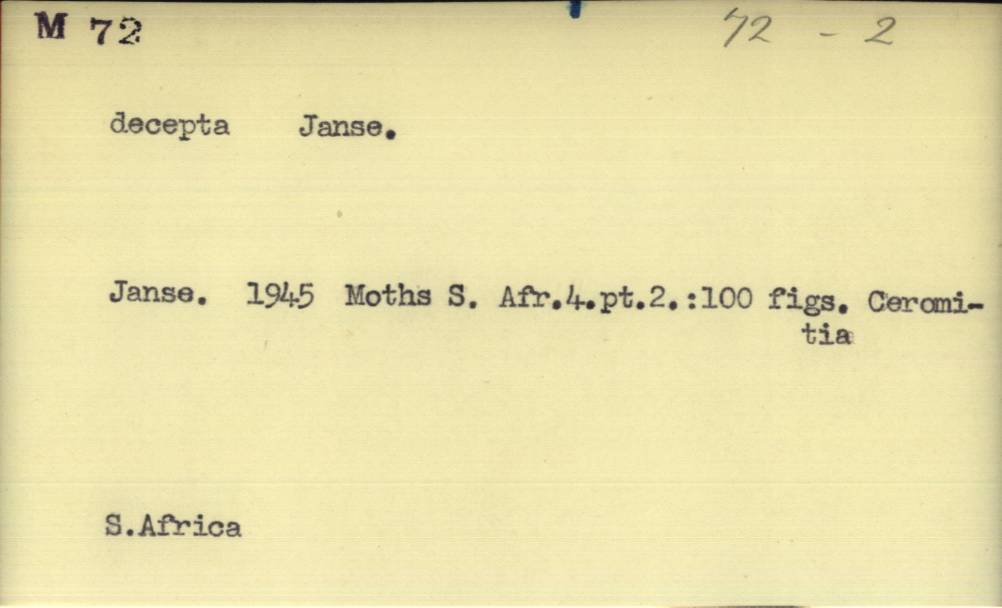 M 72 72 - 2
decepta Janse.
Janse. 1945 Moths S. Afr.4.pt.2.:100 figs. Ceromi-
tia
S.Africa